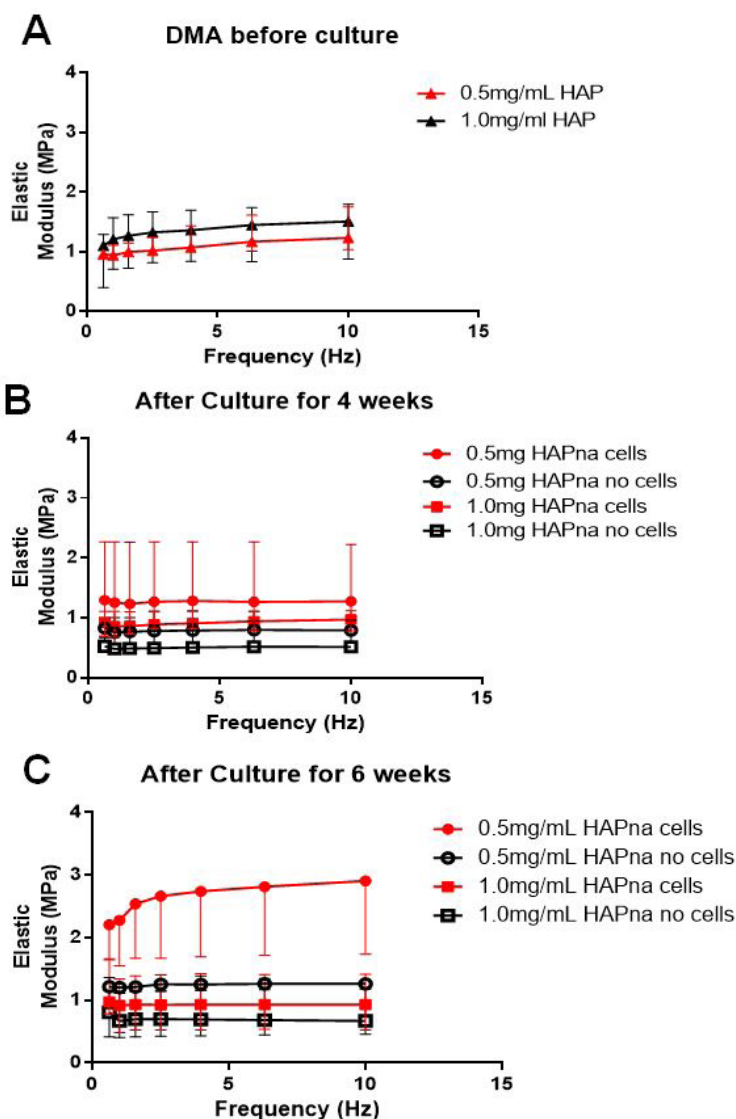 A
DMA before culture
4
3
2
1
0
0
5
10
15
Elastic
Modulus (MPa)
Frequency (Hz)
0.5mg/mL HAP
1.0mg/ml HAP
B
After Culture for 4 weeks
4
3
2
1
0
0
5
10
15
Elastic
Modulus (MPa)
Frequency (Hz)
0.5mg HAPna cells
0.5mg HAPna no cells
1.0mg HAPna cells
1.0mg HAPna no cells
C
After Culture for 6 weeks
4
3
2
1
0
0
5
10
15
Elastic
Modulus (MPa)
Frequency (Hz)
0.5mg/mL HAPna cells
0.5mg/mL HAPna no cells
1.0mg/mL HAPna cells
1.0mg/mL HAPna no cells